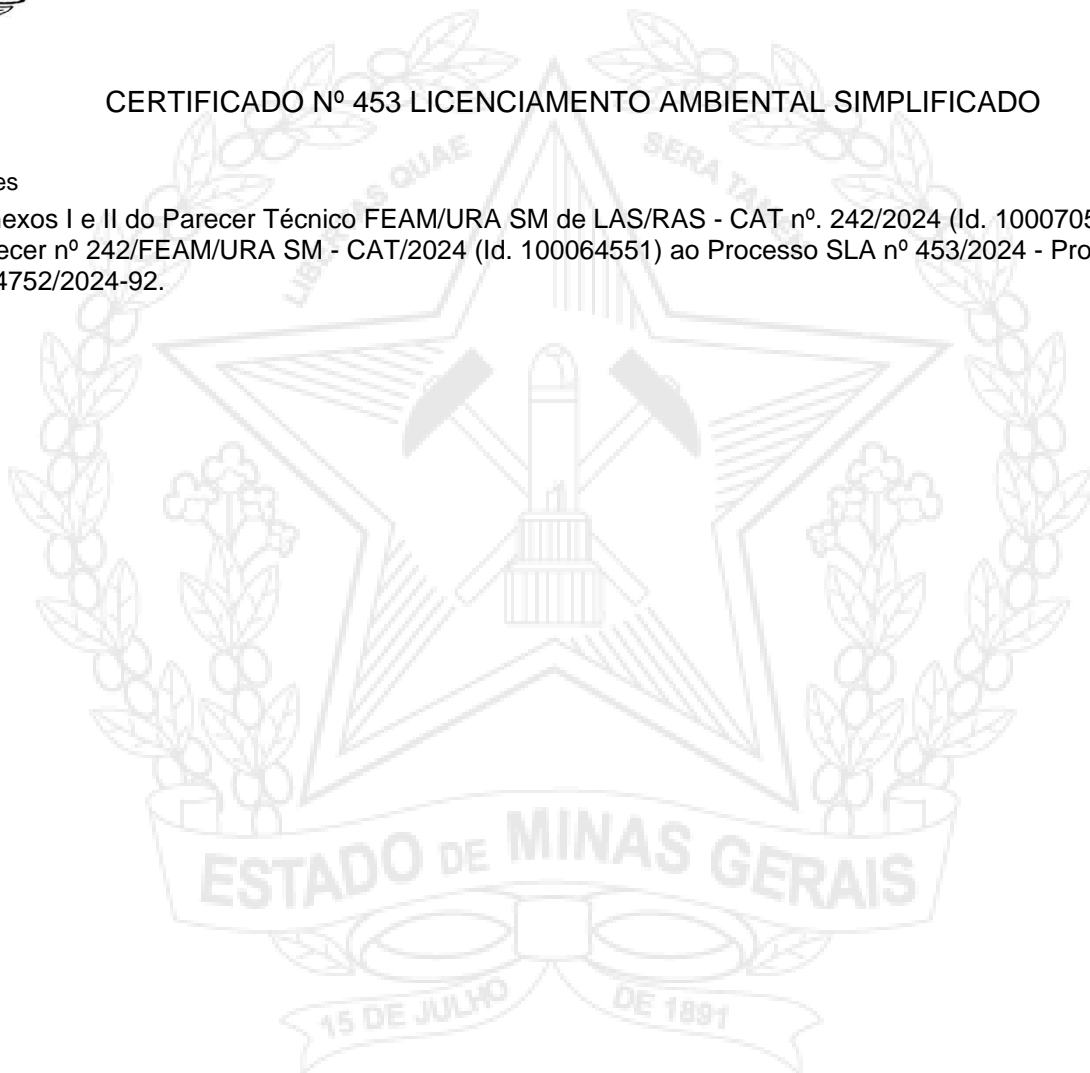 CERTIFICADO Nº 453 LICENCIAMENTO AMBIENTAL SIMPLIFICADO
es
nexos I e II do Parecer Técnico FEAM/URA SM de LAS/RAS - CAT nº. 242/2024 (Id. 1000705
ecer nº 242/FEAM/URA SM - CAT/2024 (Id. 100064551) ao Processo SLA nº 453/2024 - Pro
4752/2024-92.
LIBERTAS QUAE SERA TAMEN
ESTADO DE MINAS GERAIS
15 DE JULHO DE 1891